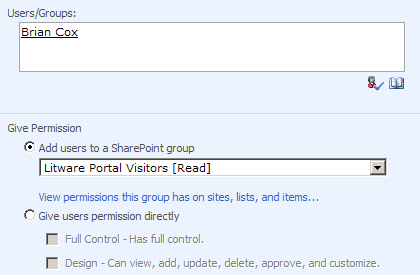 Users/Groups:
Brian Cox
Give Permission
Add users to a SharePoint group
Litware Portal Visitors [Read]
View permissions this group has on sites, lists, and items...
Give users permission directly
Full Control - Has full control.
Design - Can view, add, update, delete, approve, and customize.